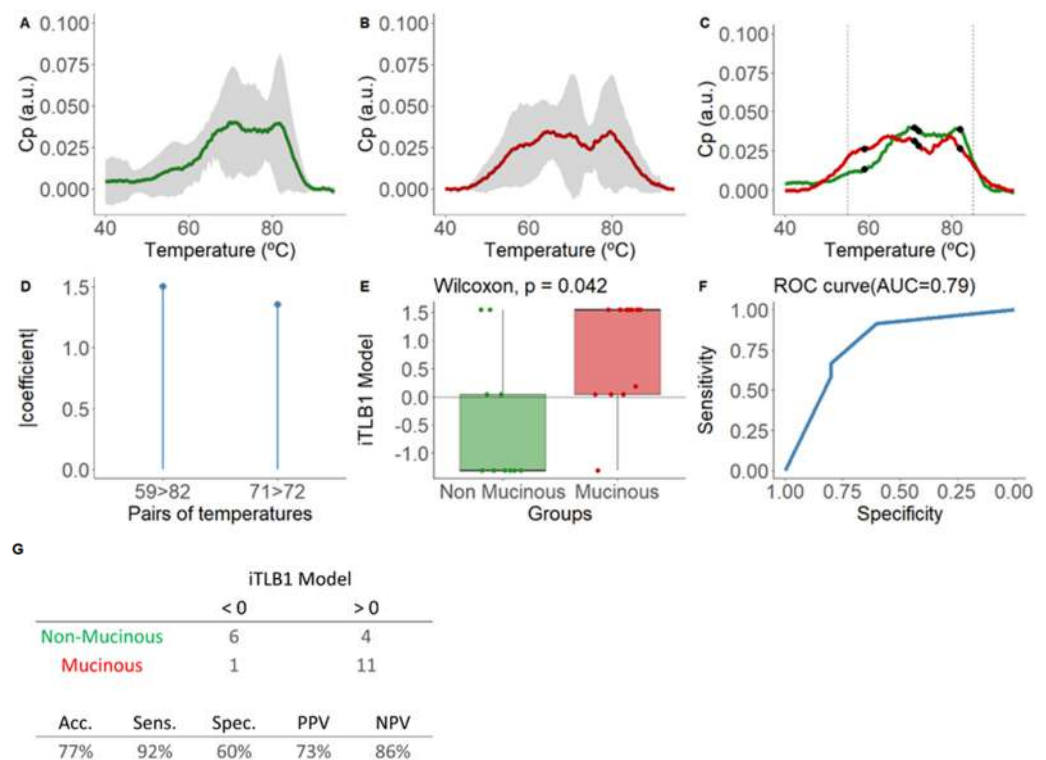 A
0.100
0.075
0.050
0.025
0.000
Cp (a.u.)
40 60 80
Temperature (ºC)
B
0.100
0.075
0.050
0.025
0.000
Cp (a.u.)
40 60 80
Temperature (ºC)
C
0.100
0.075
0.050
0.025
0.000
Cp (a.u.)
40 60 80
Temperature (ºC)
D
1.5
1.0
0.5
0.0
|coefficient|
59>82 71>72
Pairs of temperatures
E
Wilcoxon, p = 0.042
1.5
1.0
0.5
0.0
-0.5
-1.0
iTLB1 Model
Non Mucinous Mucinous
Groups
F
ROC curve(AUC=0.79)
1.00
0.75
0.50
0.25
0.00
Sensitivity
1.00 0.75 0.50 0.25 0.00
Specificity
G
iTLB1 Model
< 0 > 0
Non-Mucinous 6 4
Mucinous 1 11
Acc. Sens. Spec. PPV NPV
77% 92% 60% 73% 86%